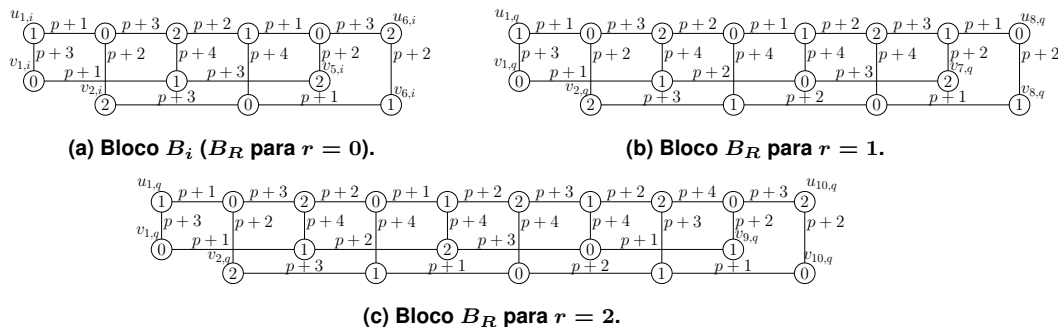 u1,i p+1 p+3 p+2 p+1 p+3 u6,i
1 0 2 1 0 2
p+3 p+2 p+4 p+4 p+2 p+2
v1,i p+1 p+3 v5,i
0 1 2
v2,i p+3 p+1 v6,i
2 0 1
(a) Bloco Bi (BR para r = 0).
u1,q p+1 p+3 p+2 p+1 p+2 p+3 p+1 u8,q
1 0 2 0 1 2 1 0
p+3 p+2 p+4 p+4 p+4 p+4 p+2 p+2
v1,q p+1 p+2 p+3 v7,q
0 1 0 2
v2,q p+3 p+2 p+1 v8,q
2 1 0 1
(b) Bloco BR para r = 1.
u1,q p+1 p+3 p+2 p+1 p+2 p+3 p+2 p+4 p+3 u10,q
1 0 2 0 1 2 1 2 0 2
p+3 p+2 p+4 p+4 p+4 p+4 p+4 p+3 p+2 p+2
v1,q p+1 p+2 p+3 p+1 v9,q
0 1 2 0 1
v2,q p+3 p+1 p+2 p+1 v10,q
2 1 0 1 0
(c) Bloco BR para r = 2.